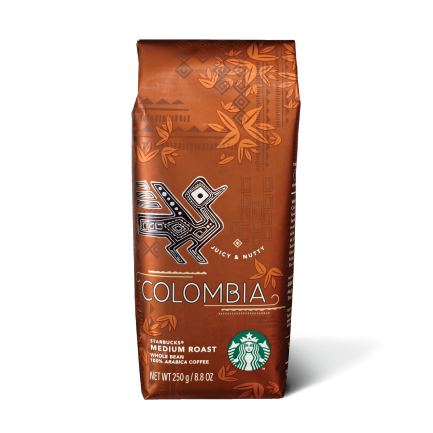 JUICY & NUTTY
COLOMBIA
STARBUCKS®
MEDIUM ROAST
WHOLE BEAN
100% ARABICA COFFEE
NET WT 250 g / 8.8 OZ